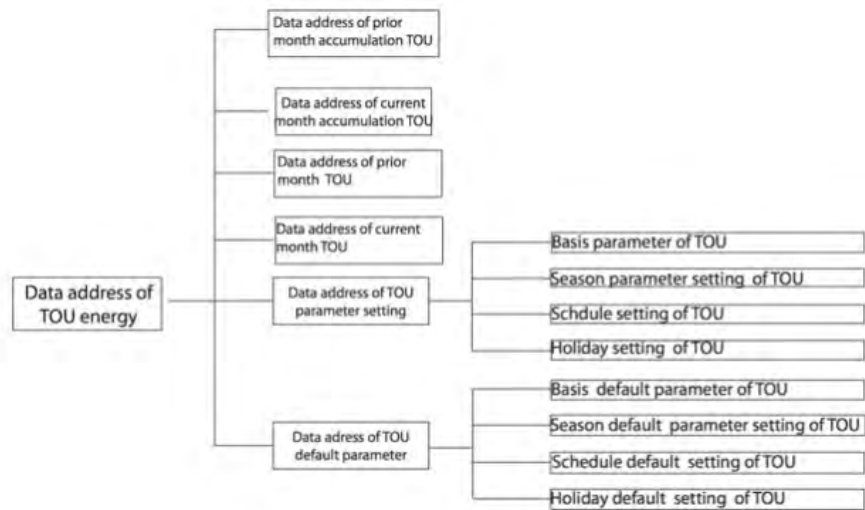 Data address of prior
month accumulation TOU
Data address of current
month accumulation TOU
Data address of prior
month TOU
Data address of current
month TOU
Data address of
TOU energy
Data address of TOU
parameter setting
Basis parameter of TOU
Season parameter setting of TOU
Schdule setting of TOU
Holiday setting of TOU
Data adress of TOU
default parameter
Basis default parameter of TOU
Season default parameter setting of TOU
Schedule default setting of TOU
Holiday default setting of TOU